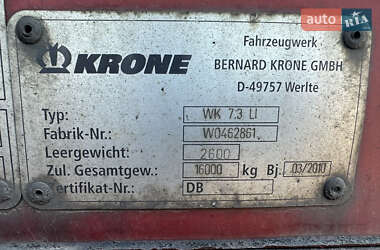 auto RIA
KRONE
Fahrzeugwerk
BERNARD KRONE GMBH
D-49757 Werlte
Typ: WK 7.3 LI
Fabrik-Nr.: W0462861
Leergewicht: 2600
Zul. Gesamtgew.: 16000 kg Bj. 03/2010
Zertifikat-Nr.: DB